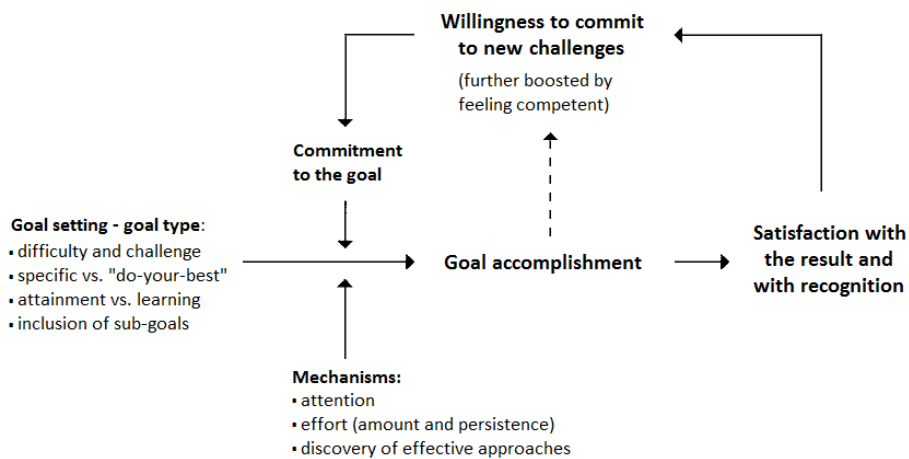 Willingness to commit
to new challenges
(further boosted by
feeling competent)
Commitment
to the goal
Goal setting - goal type:
▪ difficulty and challenge
▪ specific vs. "do-your-best"
▪ attainment vs. learning
▪ inclusion of sub-goals
Goal accomplishment
Satisfaction with
the result and
with recognition
Mechanisms:
▪ attention
▪ effort (amount and persistence)
▪ discovery of effective approaches